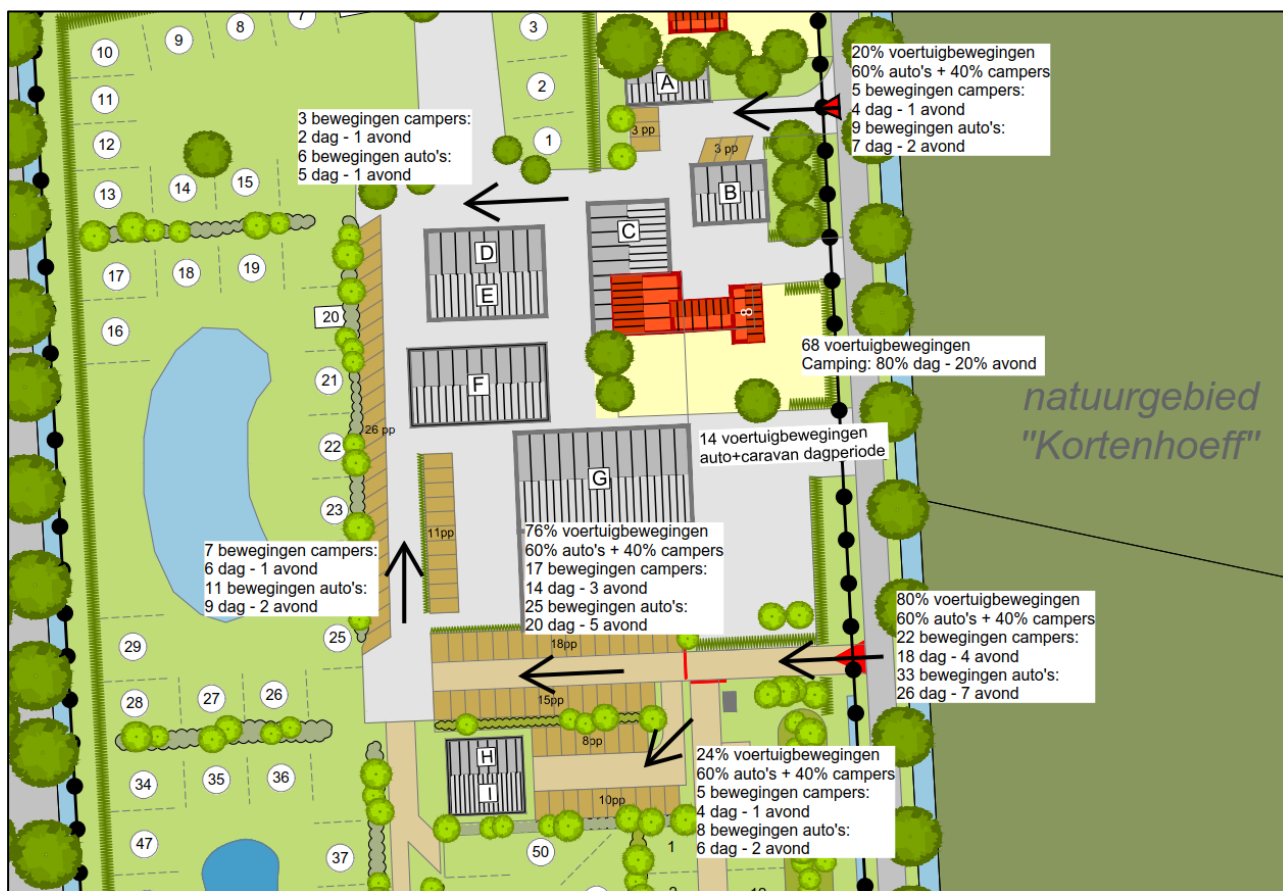 10
9
8
7
11
12
13
14
15
17
18
19
16
20
21
22
23
25
29
28
27
26
34
35
36
47
37
50
1
3
2
1
3 bewegingen campers:
2 dag - 1 avond
6 bewegingen auto's:
5 dag - 1 avond
A
3 pp
3 pp
B
C
D
E
F
8
G
20% voertuigbewegingen
60% auto's + 40% campers
5 bewegingen campers:
4 dag - 1 avond
9 bewegingen auto's:
7 dag - 2 avond
68 voertuigbewegingen
Camping: 80% dag - 20% avond
natuurgebied
"Kortenhoeff"
14 voertuigbewegingen
auto+caravan dagperiode
26 pp
11pp
7 bewegingen campers:
6 dag - 1 avond
11 bewegingen auto's:
9 dag - 2 avond
76% voertuigbewegingen
60% auto's + 40% campers
17 bewegingen campers:
14 dag - 3 avond
25 bewegingen auto's:
20 dag - 5 avond
80% voertuigbewegingen
60% auto's + 40% campers
22 bewegingen campers:
18 dag - 4 avond
33 bewegingen auto's:
26 dag - 7 avond
18pp
15pp
8pp
10pp
H
I
24% voertuigbewegingen
60% auto's + 40% campers
5 bewegingen campers:
4 dag - 1 avond
8 bewegingen auto's:
6 dag - 2 avond